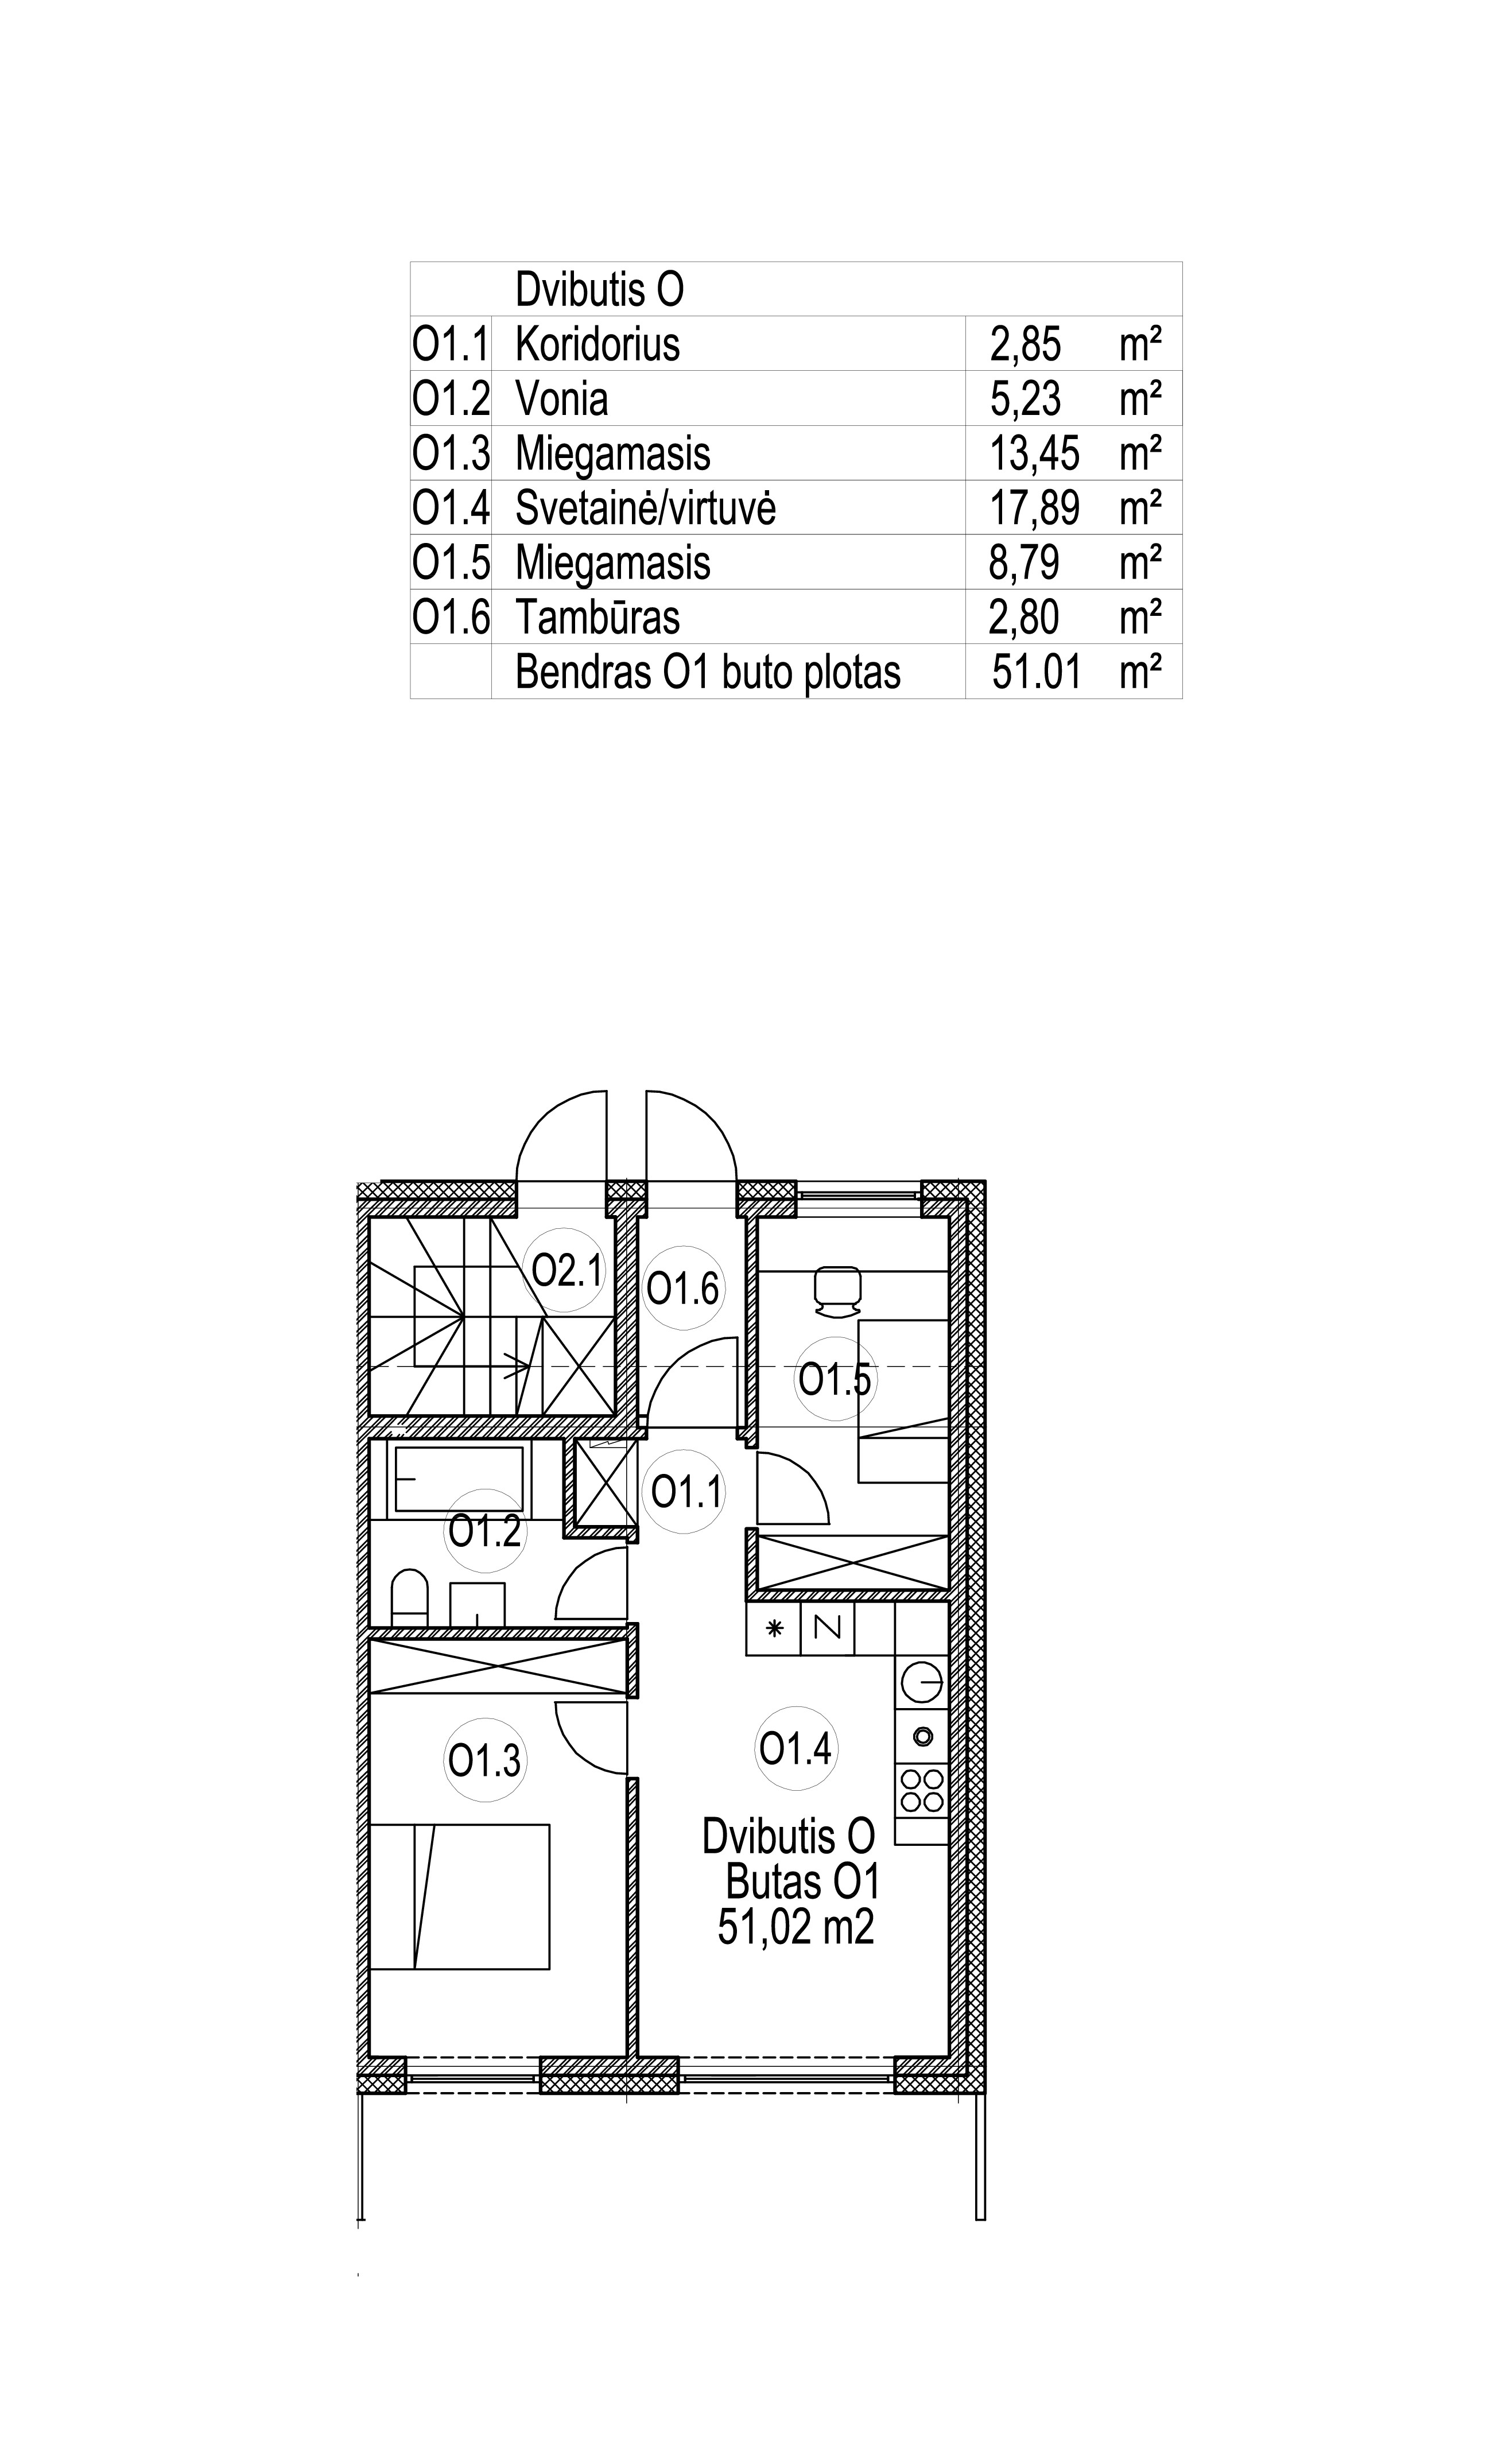 Dvibutis O
O1.1 Koridorius 2,85 m²
O1.2 Vonia 5,23 m²
O1.3 Miegamasis 13,45 m²
O1.4 Svetainė/virtuvė 17,89 m²
O1.5 Miegamasis 8,79 m²
O1.6 Tambūras 2,80 m²
Bendras O1 buto plotas 51.01 m²
O2.1
O1.6
O1.5
O1.1
O1.2
O1.3
O1.4
Dvibutis O
Butas O1
51,02 m2